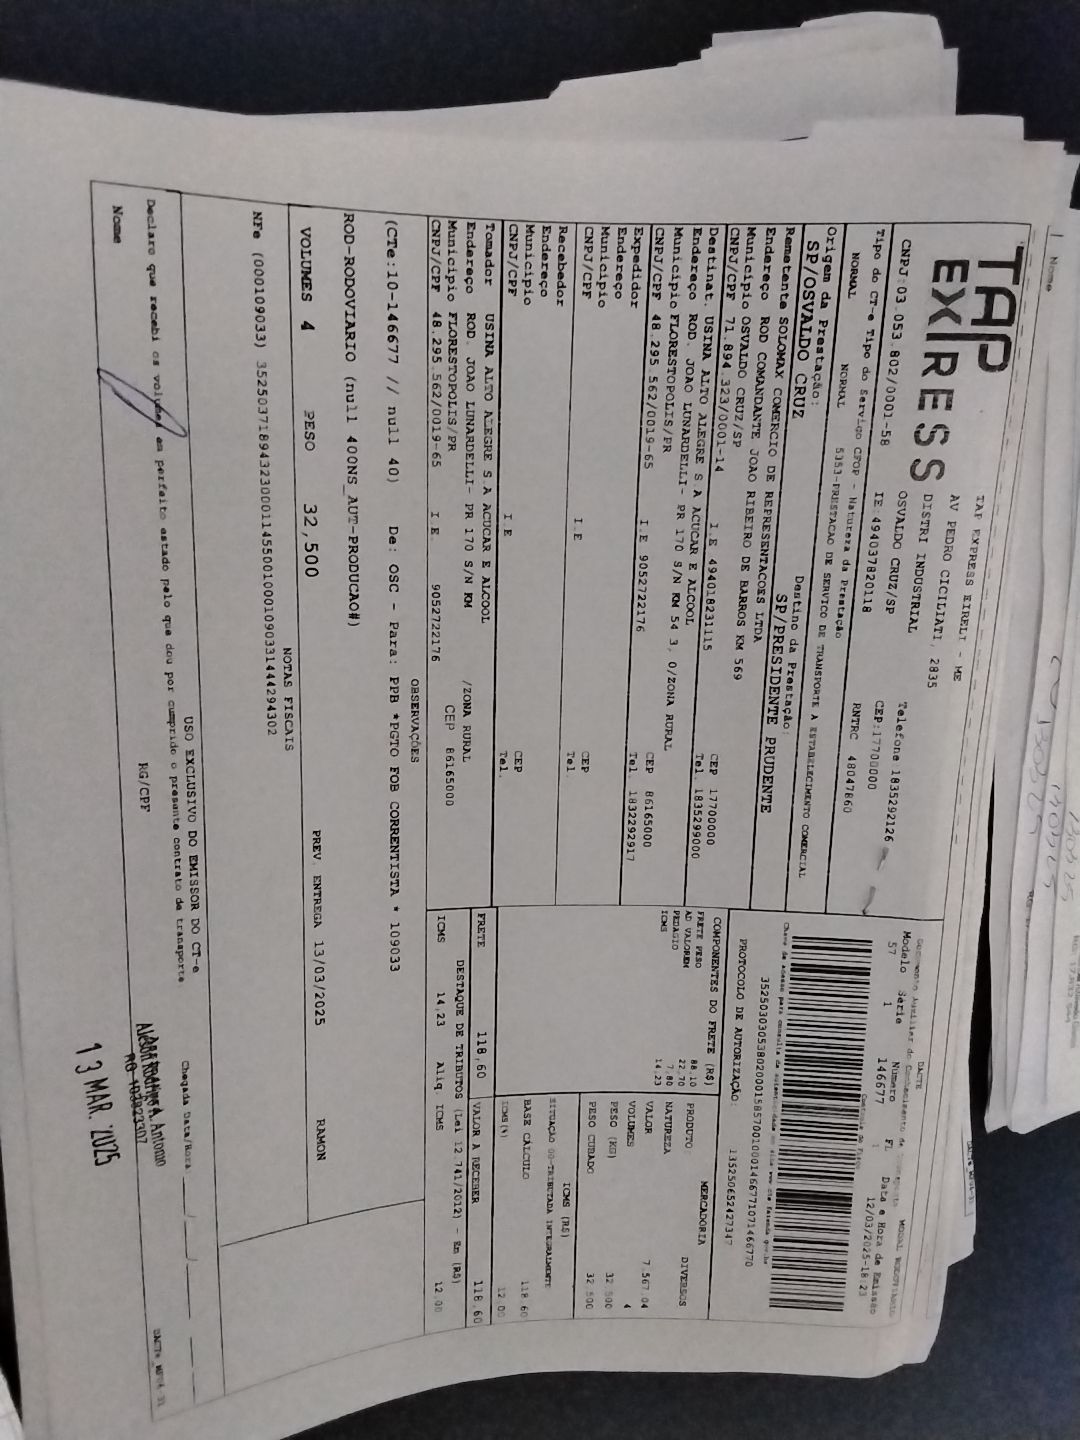 TAP
EXPRESS
TAP EXPRESS EIRELI - ME
AV PEDRO CICILIATI, 2835
DISTRI INDUSTRIAL
OSVALDO CRUZ/SP
Telefone 1835292126
CEP:17700000
CNPJ:03.053.802/0001-58
IE:494037820118
RNTRC 48047860
Tipo do CT-e Tipo do Serviço CFOP - Natureza da Prestação
NORMAL NORMAL 5353-PRESTACAO DE SERVICO DE TRANSPORTE A ESTABELECIMENTO COMERCIAL
Origem da Prestação:
SP/OSVALDO CRUZ
Destino da Prestação:
SP/PRESIDENTE PRUDENTE
Remetente SOLOMAX COMERCIO DE REPRESENTACOES LTDA
Endereço ROD COMANDANTE JOAO RIBEIRO DE BARROS KM 569
Municipio OSVALDO CRUZ/SP CEP 17700000
CNPJ/CPF 71.894.323/0001-14 I.E 494018231115 Tel. 1835299000
Destinat. USINA ALTO ALEGRE S.A ACUCAR E ALCOOL
Endereço ROD. JOAO LUNARDELLI- PR 170 S/N KM 54 3, 0/ZONA RURAL
Municipio FLORESTOPOLIS/PR CEP 86165000
CNPJ/CPF 48.295.562/0019-65 I.E 9052722176 Tel. 1832292917
Expedidor
Endereço
Municipio CEP
CNPJ/CPF I.E Tel.
Recebedor
Endereço
Municipio CEP
CNPJ/CPF I.E Tel.
Tomador USINA ALTO ALEGRE S.A ACUCAR E ALCOOL
Endereço ROD. JOAO LUNARDELLI- PR 170 S/N KM /ZONA RURAL
Municipio FLORESTOPOLIS/PR CEP 86165000
CNPJ/CPF 48.295.562/0019-65 I.E 9052722176
OBSERVAÇÕES
(CTe:10-146677 // null 40) De: OSC - Para: PPB *PGTO FOB CORRENTISTA * 109033
ROD-RODOVIARIO (null 400NS_AUT-PRODUCAO#)
VOLUMES 4 PESO 32,500 PREV. ENTREGA 13/03/2025 RAMON
NOTAS FISCAIS
NFe (000109033) 35250371894323000114550010001090331444294302
DACTE
MODAL RODOVIARIO
Modelo Série Número FL Data e Hora de Emissão
57 1 146677 1 12/03/2025-18:23
Controle do Fisco
35250303053802000158570010001466771071466770
PROTOCOLO DE AUTORIZAÇÃO: 135250652427347
COMPONENTES DO FRETE (R$)
FRETE PESO 88,10
AD VALOREM 22,70
PEDAGIO 7,80
ICMS 14,23
MERCADORIA
PRODUTO DIVERSOS
NATUREZA
VALOR 7.567,04
VOLUMES 4
PESO (KG) 32,500
PESO CUBADO 32,500
ICMS (R$)
SITUAÇÃO 00-TRIBUTADA INTEGRALMENTE
BASE CÁLCULO 118,60
ICMS(%) 12,00
FRETE 118,60 VALOR A RECEBER 118,60
DESTAQUE DE TRIBUTOS (Lei 12.741/2012) - Em (R$)
ICMS 14,23 Aliq. ICMS 12,00
USO EXCLUSIVO DO EMISSOR DO CT-e
Declaro que recebi os volumes em perfeito estado pelo que dou por cumprido o presente contrato de transporte
Chegada Data/Hora: / /
Nome RG/CPF
13 MAR. 2025